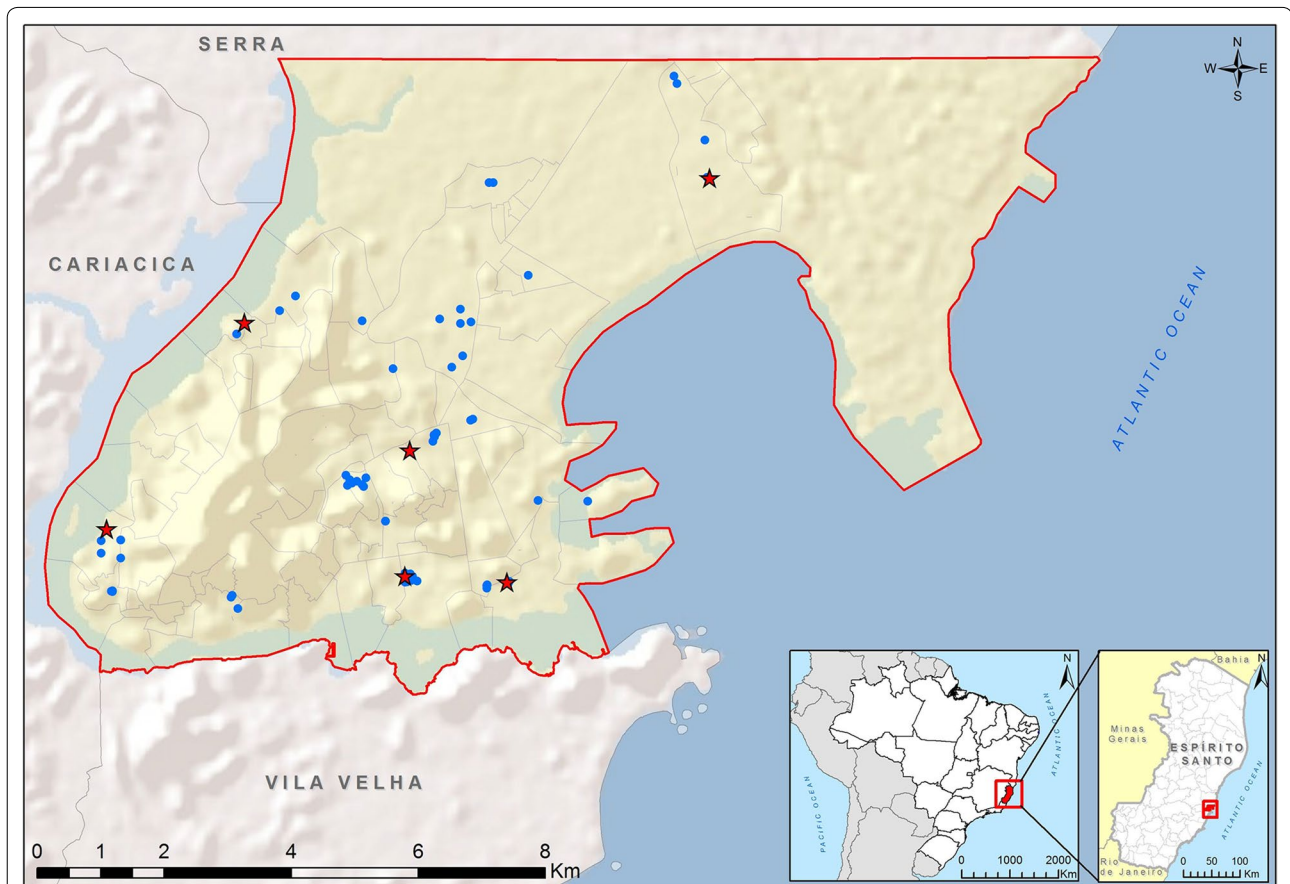 SERRA
N
W E
S
CARIACICA
ATLANTIC OCEAN
VILA VELHA
0 2 4 6 8
Km
N
PACIFIC OCEAN
ATLANTIC OCEAN
0 1000 2000
Km
Bahia
N
Minas
Gerais
ESPÍRITO
SANTO
ATLANTIC OCEAN
Rio
de Janeiro
0 50 100
Km